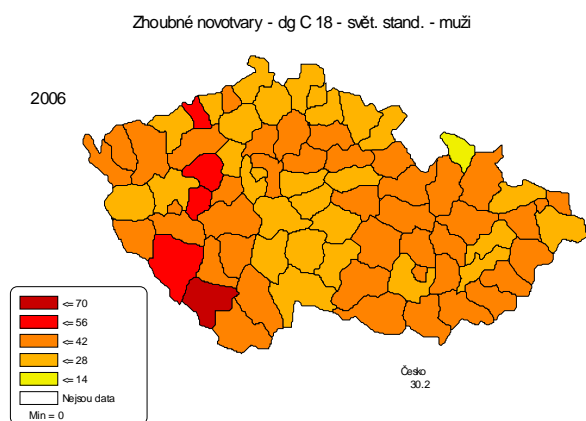 Zhoubné novotvary - dg C 18 - svět. stand. - muži
2006
<= 70
<= 56
<= 42
<= 28
<= 14
Nejsou data
Min = 0
Česko
30.2